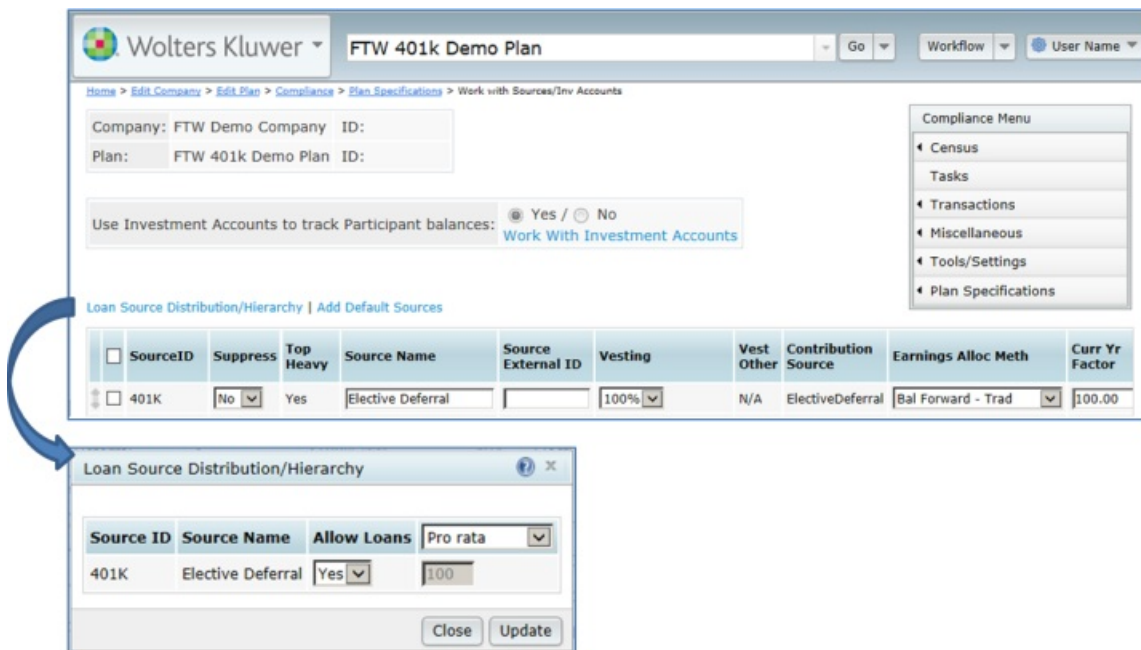 Wolters Kluwer
FTW 401k Demo Plan
Go
Workflow
User Name
Home > Edit Company > Edit Plan > Compliance > Plan Specifications > Work with Sources/Inv Accounts
Company: FTW Demo Company ID:
Plan: FTW 401k Demo Plan ID:
Compliance Menu
Census
Tasks
Transactions
Miscellaneous
Tools/Settings
Plan Specifications
Use Investment Accounts to track Participant balances: Yes / No
Work With Investment Accounts
Loan Source Distribution/Hierarchy | Add Default Sources
SourceID Suppress Top Heavy Source Name Source External ID Vesting Vest Other Contribution Source Earnings Alloc Meth Curr Yr Factor
401K No Yes Elective Deferral 100% N/A ElectiveDeferral Bal Forward - Trad 100.00
Loan Source Distribution/Hierarchy
Source ID Source Name Allow Loans Pro rata
401K Elective Deferral Yes 100
Close Update